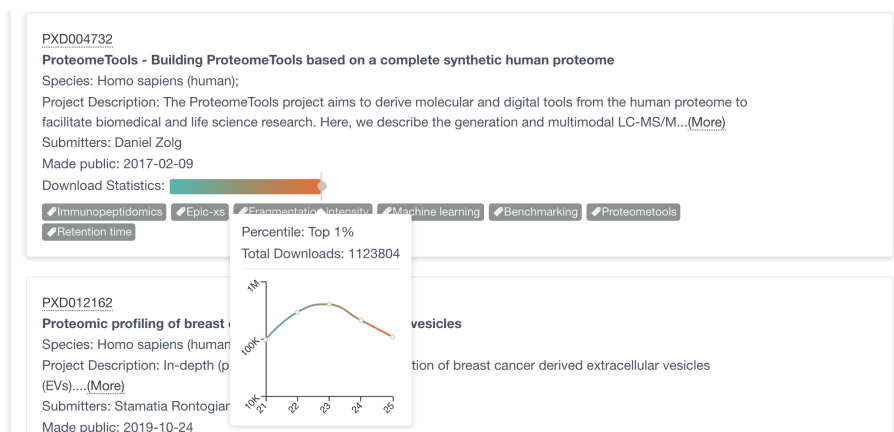 PXD004732
ProteomeTools - Building ProteomeTools based on a complete synthetic human proteome
Species: Homo sapiens (human);
Project Description: The ProteomeTools project aims to derive molecular and digital tools from the human proteome to
facilitate biomedical and life science research. Here, we describe the generation and multimodal LC-MS/M...(More)
Submitters: Daniel Zolg
Made public: 2017-02-09
Download Statistics:
Immunopeptidomics Epic-xs Fragmentation intensity Machine learning Benchmarking Proteometools
Retention time
Percentile: Top 1%
Total Downloads: 1123804
1M
100K
10K
21 22 23 24 25
PXD012162
Proteomic profiling of breast vesicles
Species: Homo sapiens (human
Project Description: In-depth (p tion of breast cancer derived extracellular vesicles
(EVs)....(More)
Submitters: Stamatia Rontogian
Made public: 2019-10-24